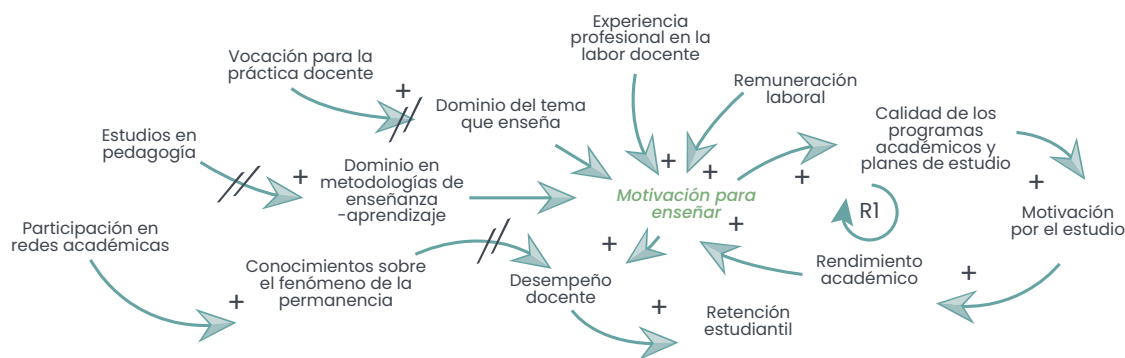 Experiencia
profesional en la
labor docente
Vocación para la
práctica docente
+
Remuneración
laboral
Dominio del tema
que enseña
Calidad de los
programas
académicos y
planes de estudio
Estudios en
pedagogía
+
Dominio en
metodologías de
enseñanza
-aprendizaje
+
+
+
+
Motivación para
enseñar
R1
Motivación
por el estudio
Participación en
redes académicas
+
+
Conocimientos sobre
el fenómeno de la
permanencia
Rendimiento
académico
+
Desempeño
docente
+
+
Retención
estudiantil